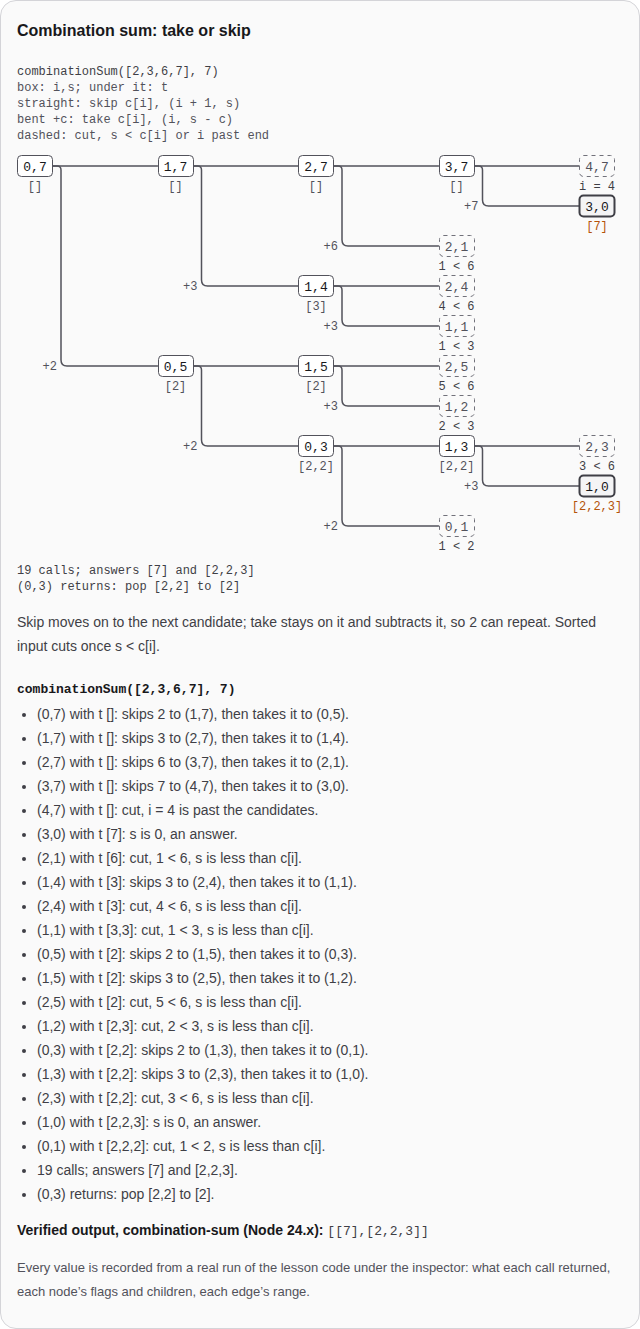 Combination sum: take or skip
combinationSum([2,3,6,7], 7)
box: i,s; under it: t
straight: skip c[i], (i + 1, s)
bent +c: take c[i], (i, s - c)
dashed: cut, s < c[i] or i past end
0,7 1,7 2,7 3,7 4,7
[] [] [] [] i = 4
+7 3,0
[7]
+6 2,1
1 < 6
+3 1,4 2,4
[3] 4 < 6
+3 1,1
1 < 3
+2 0,5 1,5 2,5
[2] [2] 5 < 6
+3 1,2
2 < 3
+2 0,3 1,3 2,3
[2,2] [2,2] 3 < 6
+3 1,0
[2,2,3]
+2 0,1
1 < 2
19 calls; answers [7] and [2,2,3]
(0,3) returns: pop [2,2] to [2]
Skip moves on to the next candidate; take stays on it and subtracts it, so 2 can repeat. Sorted
input cuts once s < c[i].
combinationSum([2,3,6,7], 7)
• (0,7) with t []: skips 2 to (1,7), then takes it to (0,5).
• (1,7) with t []: skips 3 to (2,7), then takes it to (1,4).
• (2,7) with t []: skips 6 to (3,7), then takes it to (2,1).
• (3,7) with t []: skips 7 to (4,7), then takes it to (3,0).
• (4,7) with t []: cut, i = 4 is past the candidates.
• (3,0) with t [7]: s is 0, an answer.
• (2,1) with t [6]: cut, 1 < 6, s is less than c[i].
• (1,4) with t [3]: skips 3 to (2,4), then takes it to (1,1).
• (2,4) with t [3]: cut, 4 < 6, s is less than c[i].
• (1,1) with t [3,3]: cut, 1 < 3, s is less than c[i].
• (0,5) with t [2]: skips 2 to (1,5), then takes it to (0,3).
• (1,5) with t [2]: skips 3 to (2,5), then takes it to (1,2).
• (2,5) with t [2]: cut, 5 < 6, s is less than c[i].
• (1,2) with t [2,3]: cut, 2 < 3, s is less than c[i].
• (0,3) with t [2,2]: skips 2 to (1,3), then takes it to (0,1).
• (1,3) with t [2,2]: skips 3 to (2,3), then takes it to (1,0).
• (2,3) with t [2,2]: cut, 3 < 6, s is less than c[i].
• (1,0) with t [2,2,3]: s is 0, an answer.
• (0,1) with t [2,2,2]: cut, 1 < 2, s is less than c[i].
• 19 calls; answers [7] and [2,2,3].
• (0,3) returns: pop [2,2] to [2].
Verified output, combination-sum (Node 24.x): [[7],[2,2,3]]
Every value is recorded from a real run of the lesson code under the inspector: what each call returned,
each node’s flags and children, each edge’s range.